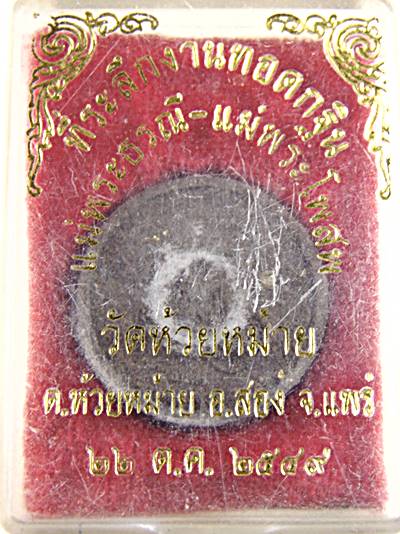 ที่ระลึกงานทอดกฐิน
แม่พระธรณี-แม่พระโพสพ
วัดห้วยหม้าย
ต.ห้วยหม้าย อ.สอง จ.แพร่
๒๒ ต.ค. ๒๕๔๙